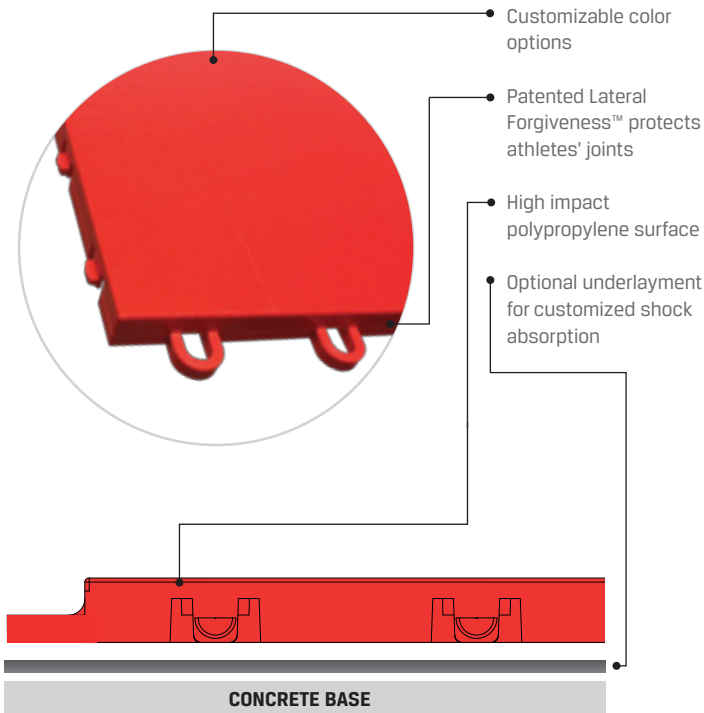 Customizable color
options
Patented Lateral
Forgiveness™ protects
athletes’ joints
High impact
polypropylene surface
Optional underlayment
for customized shock
absorption
CONCRETE BASE